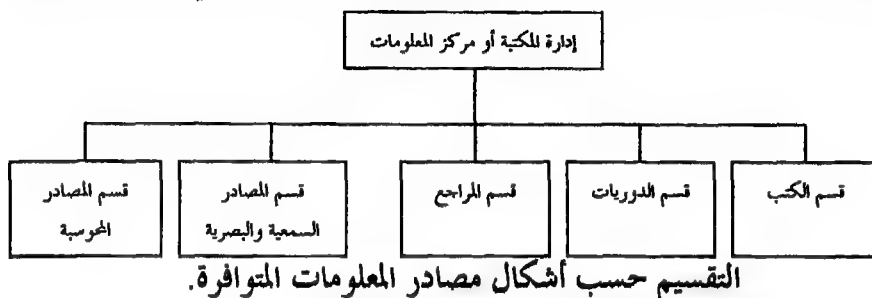 إدارة المكتبة أو مركز المعلومات
قسم الكتب
قسم الدوريات
قسم المراجع
قسم المصادر
السمعية والبصرية
قسم المصادر
المحوسبة
التقسيم حسب أشكال مصادر المعلومات المتوافرة.